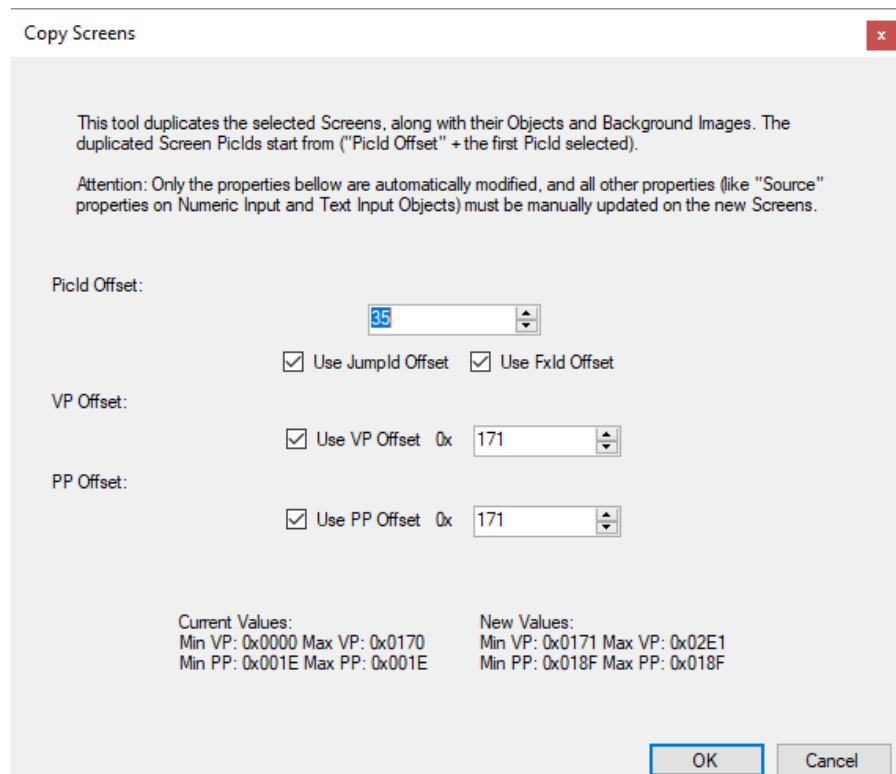 Copy Screens
x
This tool duplicates the selected Screens, along with their Objects and Background Images. The
duplicated Screen PicIds start from ("PicId Offset" + the first PicId selected).
Attention: Only the properties bellow are automatically modified, and all other properties (like "Source"
properties on Numeric Input and Text Input Objects) must be manually updated on the new Screens.
PicId Offset:
35
Use JumpId Offset Use FxId Offset
VP Offset:
Use VP Offset 0x 171
PP Offset:
Use PP Offset 0x 171
Current Values:
Min VP: 0x0000 Max VP: 0x0170
Min PP: 0x001E Max PP: 0x001E
New Values:
Min VP: 0x0171 Max VP: 0x02E1
Min PP: 0x018F Max PP: 0x018F
OK Cancel